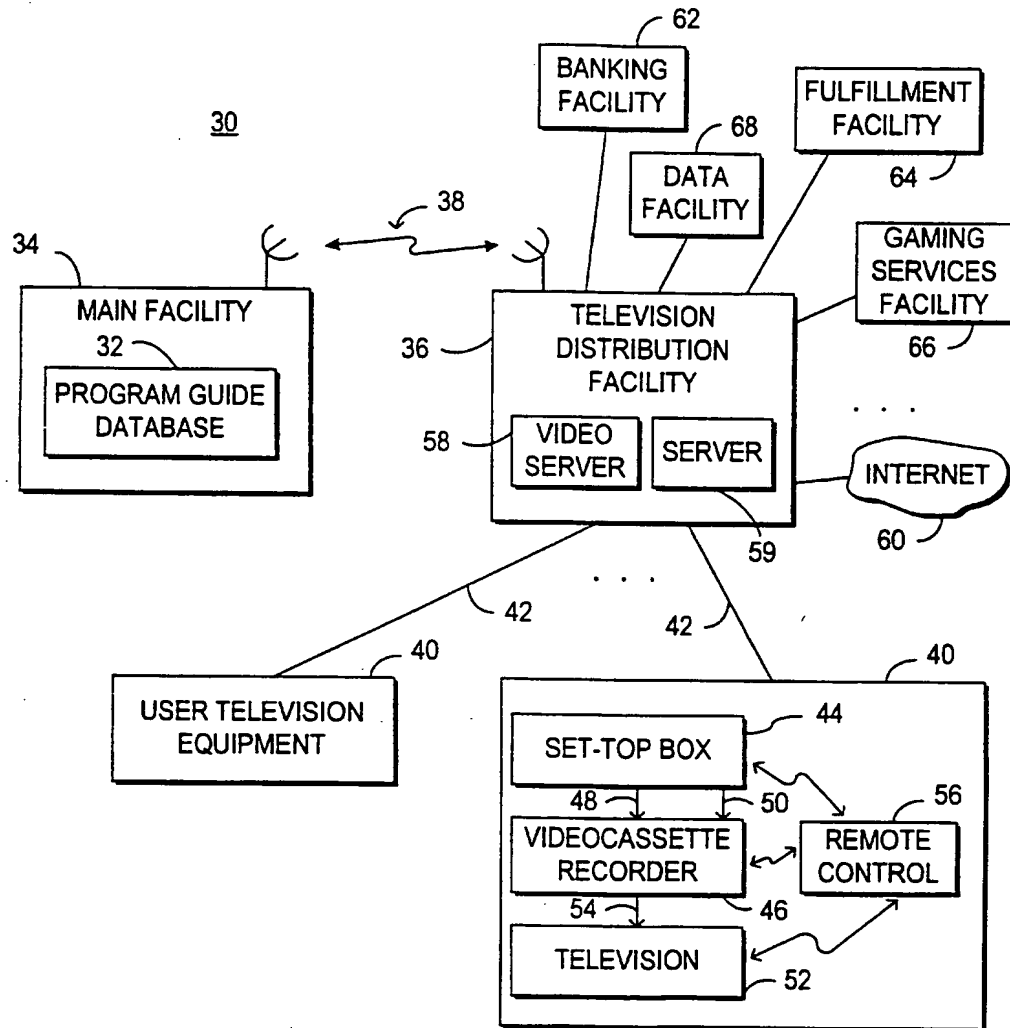 62
BANKING
FACILITY
FULFILLMENT
FACILITY
64
30
68
DATA
FACILITY
38
34
MAIN FACILITY
32
PROGRAM GUIDE
DATABASE
36
TELEVISION
DISTRIBUTION
FACILITY
58
VIDEO
SERVER
SERVER
59
GAMING
SERVICES
FACILITY
66
. . .
INTERNET
60
. . .
42
42
40
USER TELEVISION
EQUIPMENT
40
44
SET-TOP BOX
48
50
56
VIDEOCASSETTE
RECORDER
REMOTE
CONTROL
54
46
TELEVISION
52